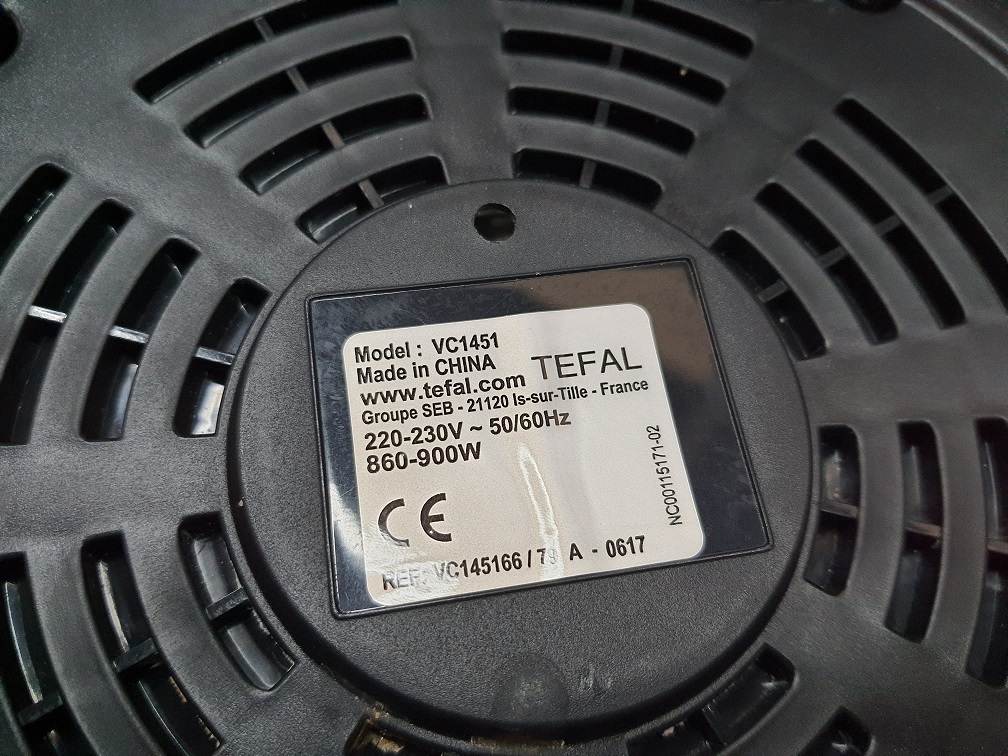 Model : VC1451
Made in CHINA
www.tefal.com TEFAL
Groupe SEB - 21120 Is-sur-Tille - France
220-230V ~ 50/60Hz
860-900W
CE
NC00115171-02
REF: VC145166 / 79 A - 0617